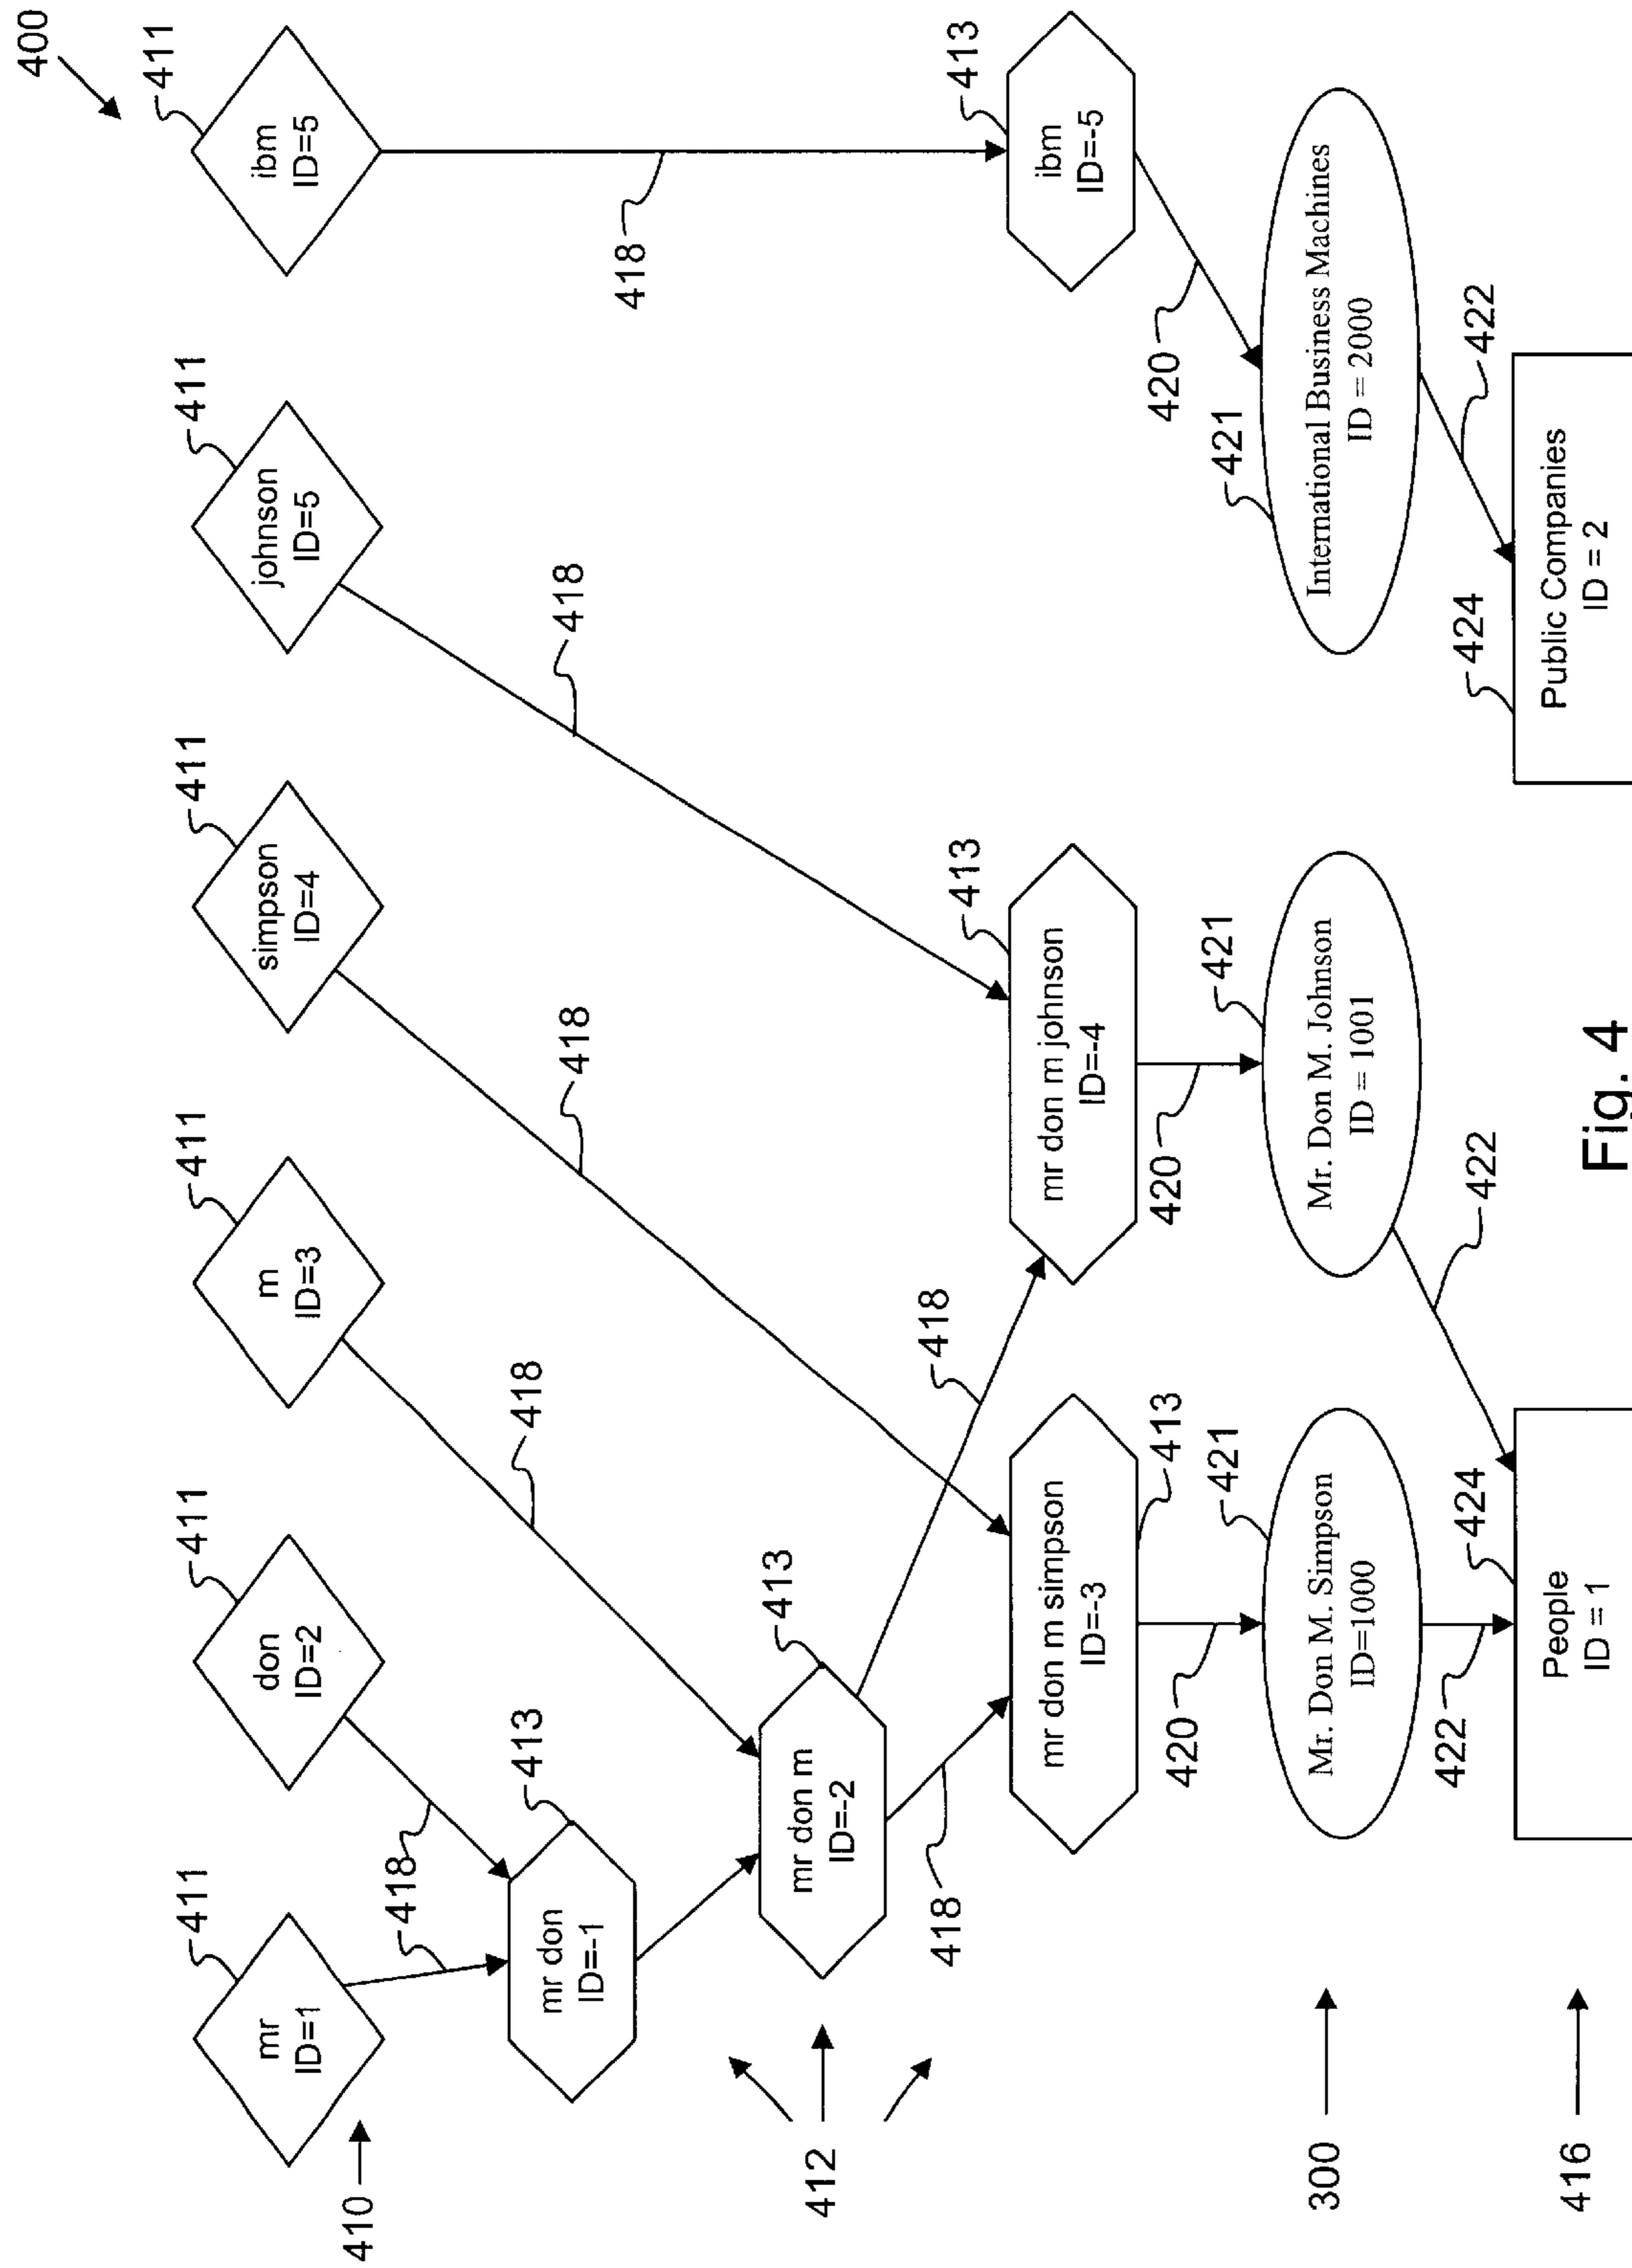 400
411
411
411
411
411
411
mr
ID=1
don
ID=2
m
ID=3
simpson
ID=4
johnson
ID=5
ibm
ID=5
410
418
418
418
418
418
413
mr don
ID=-1
418
413
mr don m
ID=-2
412
418
418
413
mr don m simpson
ID=-3
413
mr don m johnson
ID=-4
413
ibm
ID=-5
420
420
420
421
Mr. Don M. Simpson
ID=1000
421
Mr. Don M. Johnson
ID = 1001
421
International Business Machines
ID = 2000
300
422
422
422
424
People
ID = 1
424
Public Companies
ID = 2
416
Fig. 4